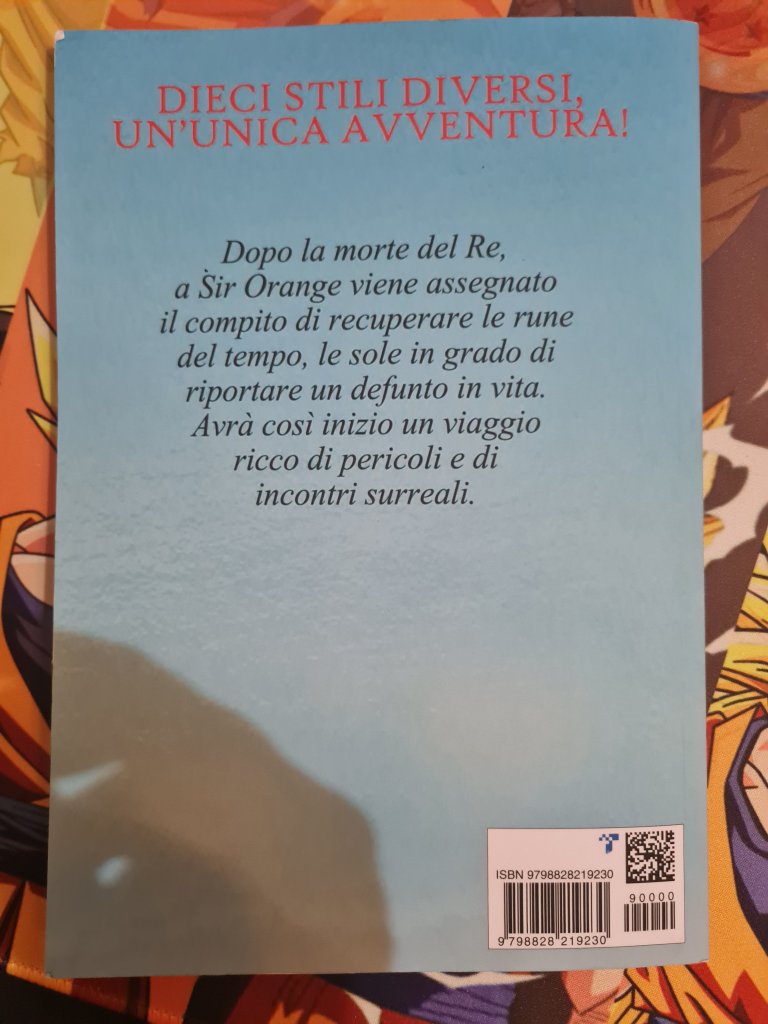 DIECI STILI DIVERSI,
UN'UNICA AVVENTURA!
Dopo la morte del Re,
a Sir Orange viene assegnato
il compito di recuperare le rune
del tempo, le sole in grado di
riportare un defunto in vita.
Avrà così inizio un viaggio
ricco di pericoli e di
incontri surreali.
ISBN 9798828219230
90000
9 798828 219230